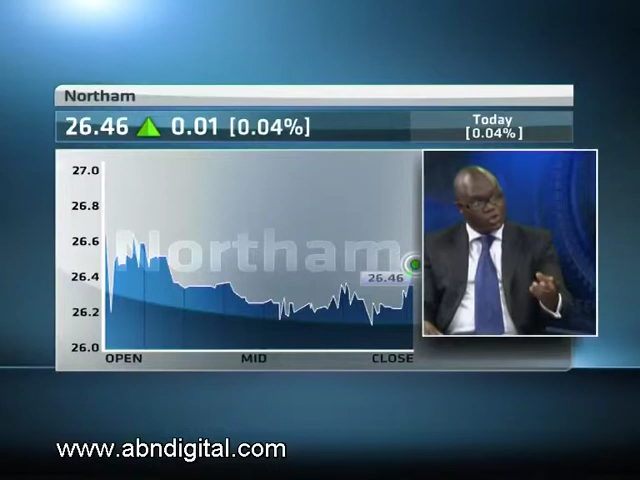 Northam
26.46 0.01 [0.04%]
Today
[0.04%]
27.0
26.8
26.6
Northam
26.4
26.46
26.2
26.0
OPEN MID CLOSE
www.abndigital.com